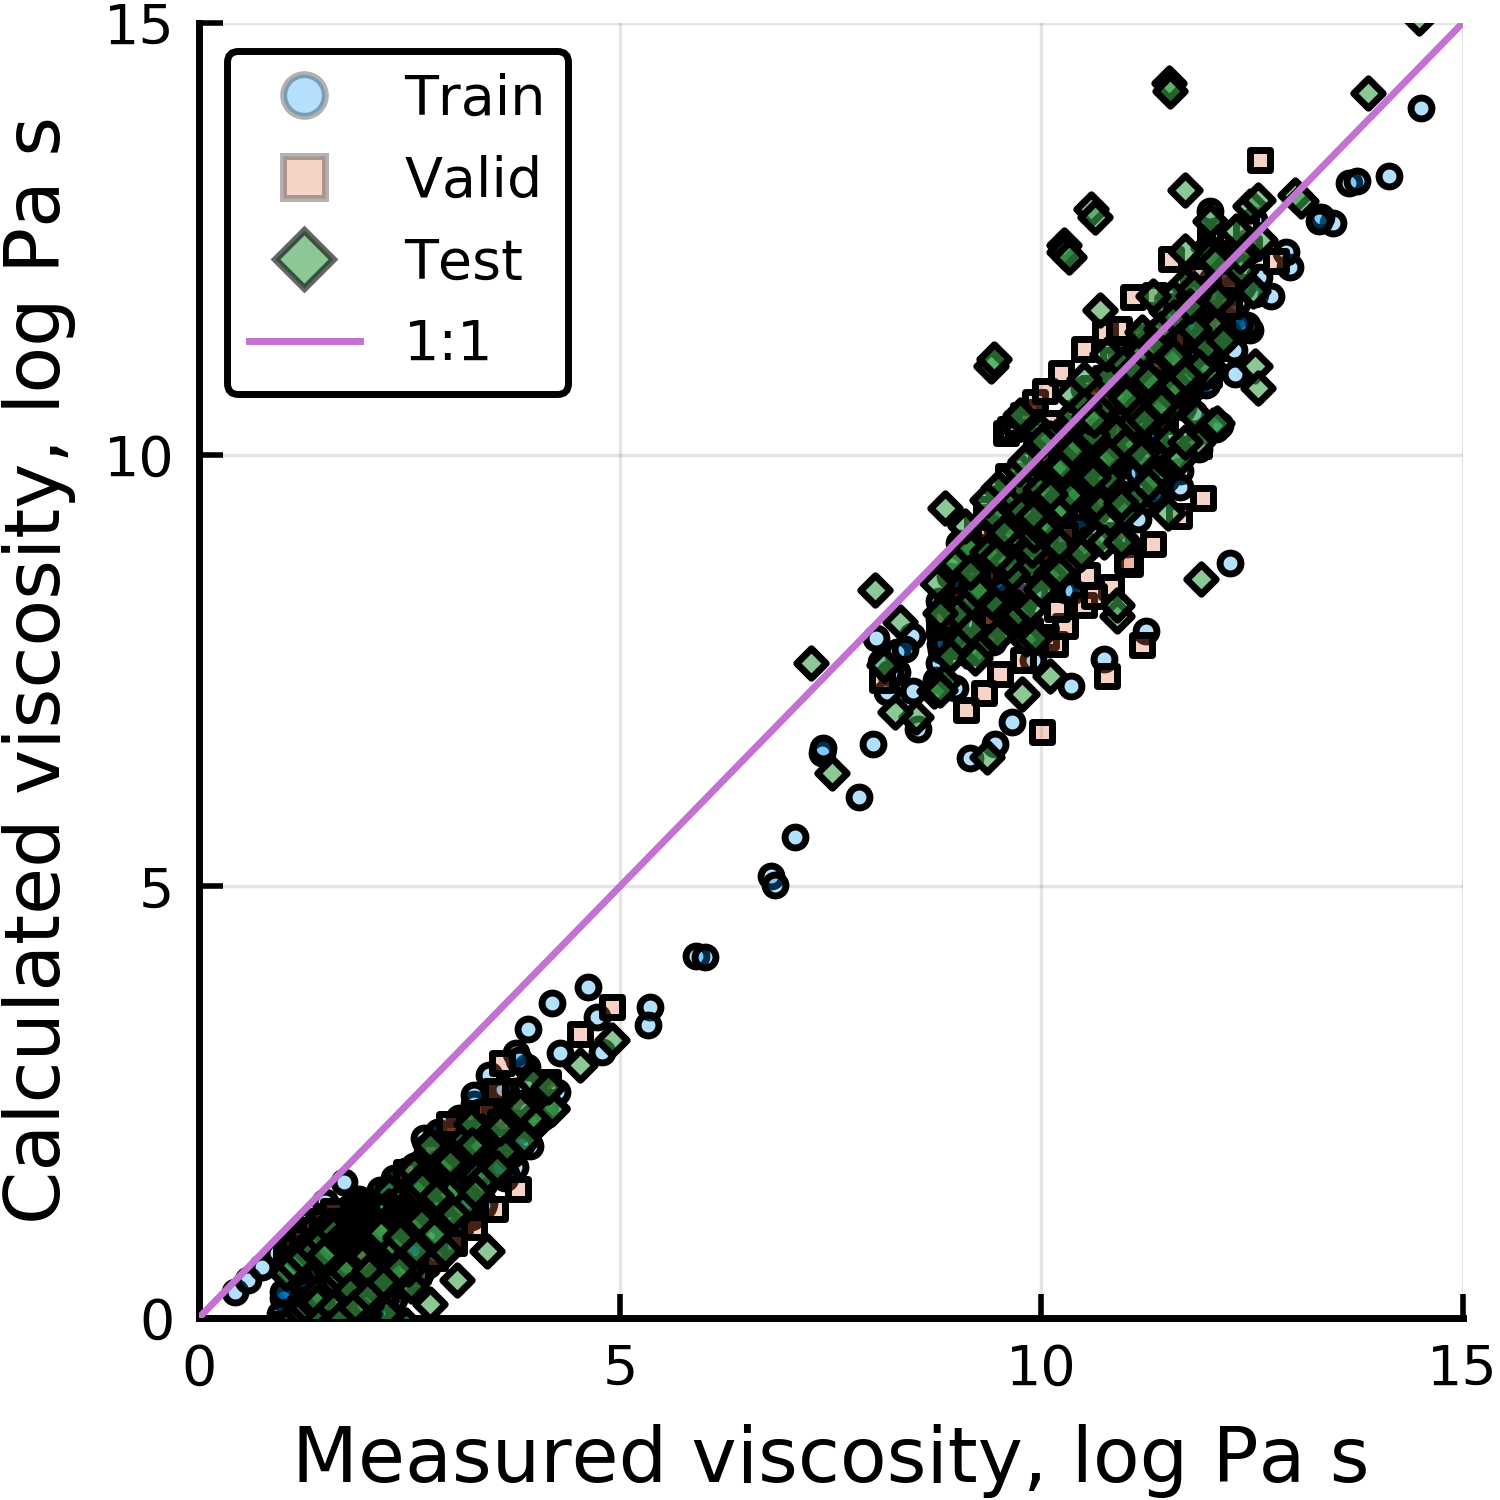 Calculated viscosity, log Pa s
15
10
5
0
Train
Valid
Test
1:1
0 5 10 15
Measured viscosity, log Pa s